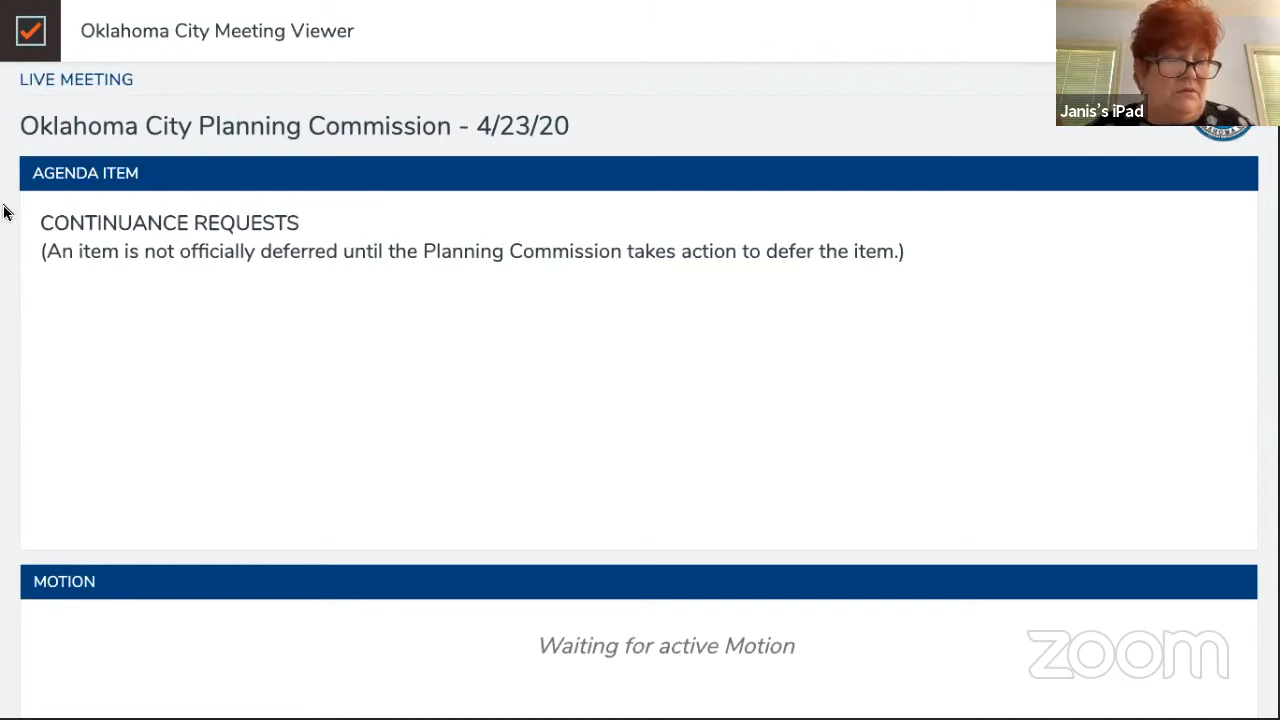 Oklahoma City Meeting Viewer
LIVE MEETING
Janis's iPad
Oklahoma City Planning Commission - 4/23/20
AGENDA ITEM
CONTINUANCE REQUESTS
(An item is not officially deferred until the Planning Commission takes action to defer the item.)
MOTION
Waiting for active Motion
zoom